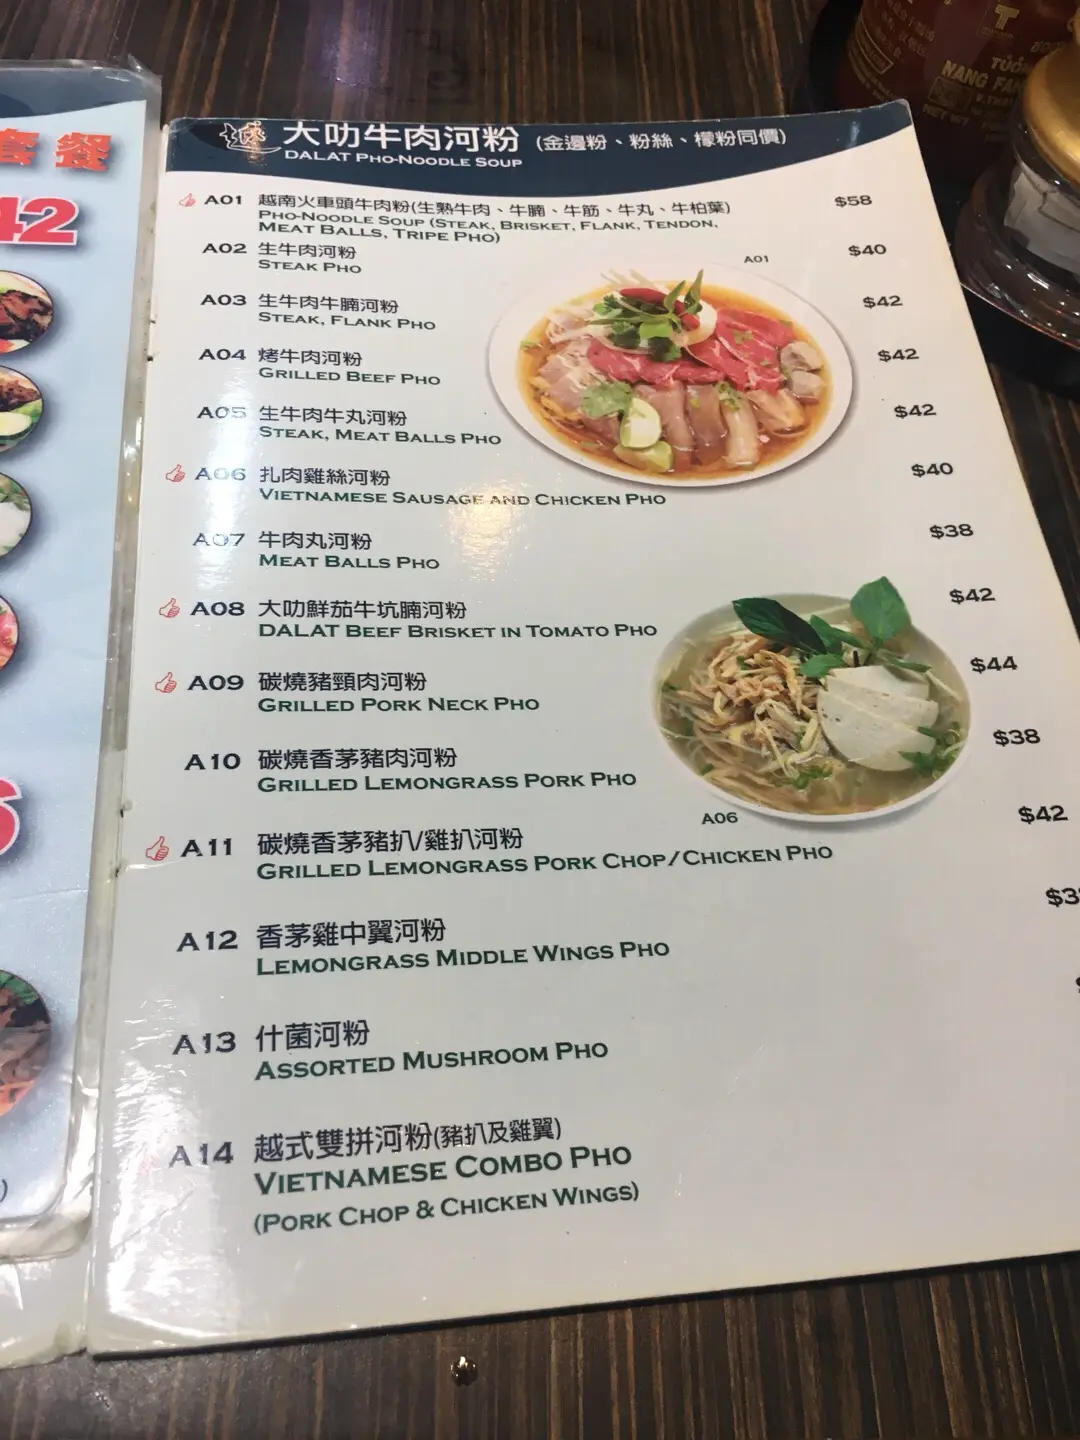 套餐
42
大叻牛肉河粉 (金邊粉、粉絲、檬粉同價)
DALAT PHO-NOODLE SOUP
A01 越南火車頭牛肉粉(生熟牛肉、牛腩、牛筋、牛丸、牛柏葉) $58
PHO-NOODLE SOUP (STEAK, BRISKET, FLANK, TENDON,
MEAT BALLS, TRIPE PHO)
A02 生牛肉河粉 $40
STEAK PHO
A01
A03 生牛肉牛腩河粉 $42
STEAK, FLANK PHO
A04 烤牛肉河粉 $42
GRILLED BEEF PHO
A05 生牛肉牛丸河粉 $42
STEAK, MEAT BALLS PHO
A06 扎肉雞絲河粉 $40
VIETNAMESE SAUSAGE AND CHICKEN PHO
A07 牛肉丸河粉 $38
MEAT BALLS PHO
A08 大叻鮮茄牛坑腩河粉 $42
DALAT BEEF BRISKET IN TOMATO PHO
A09 碳燒豬頸肉河粉 $44
GRILLED PORK NECK PHO
A10 碳燒香茅豬肉河粉 $38
GRILLED LEMONGRASS PORK PHO
A06
A11 碳燒香茅豬扒/雞扒河粉 $42
GRILLED LEMONGRASS PORK CHOP/CHICKEN PHO
A12 香茅雞中翼河粉
LEMONGRASS MIDDLE WINGS PHO
A13 什菌河粉
ASSORTED MUSHROOM PHO
A14 越式雙拼河粉(豬扒及雞翼)
VIETNAMESE COMBO PHO
(PORK CHOP & CHICKEN WINGS)